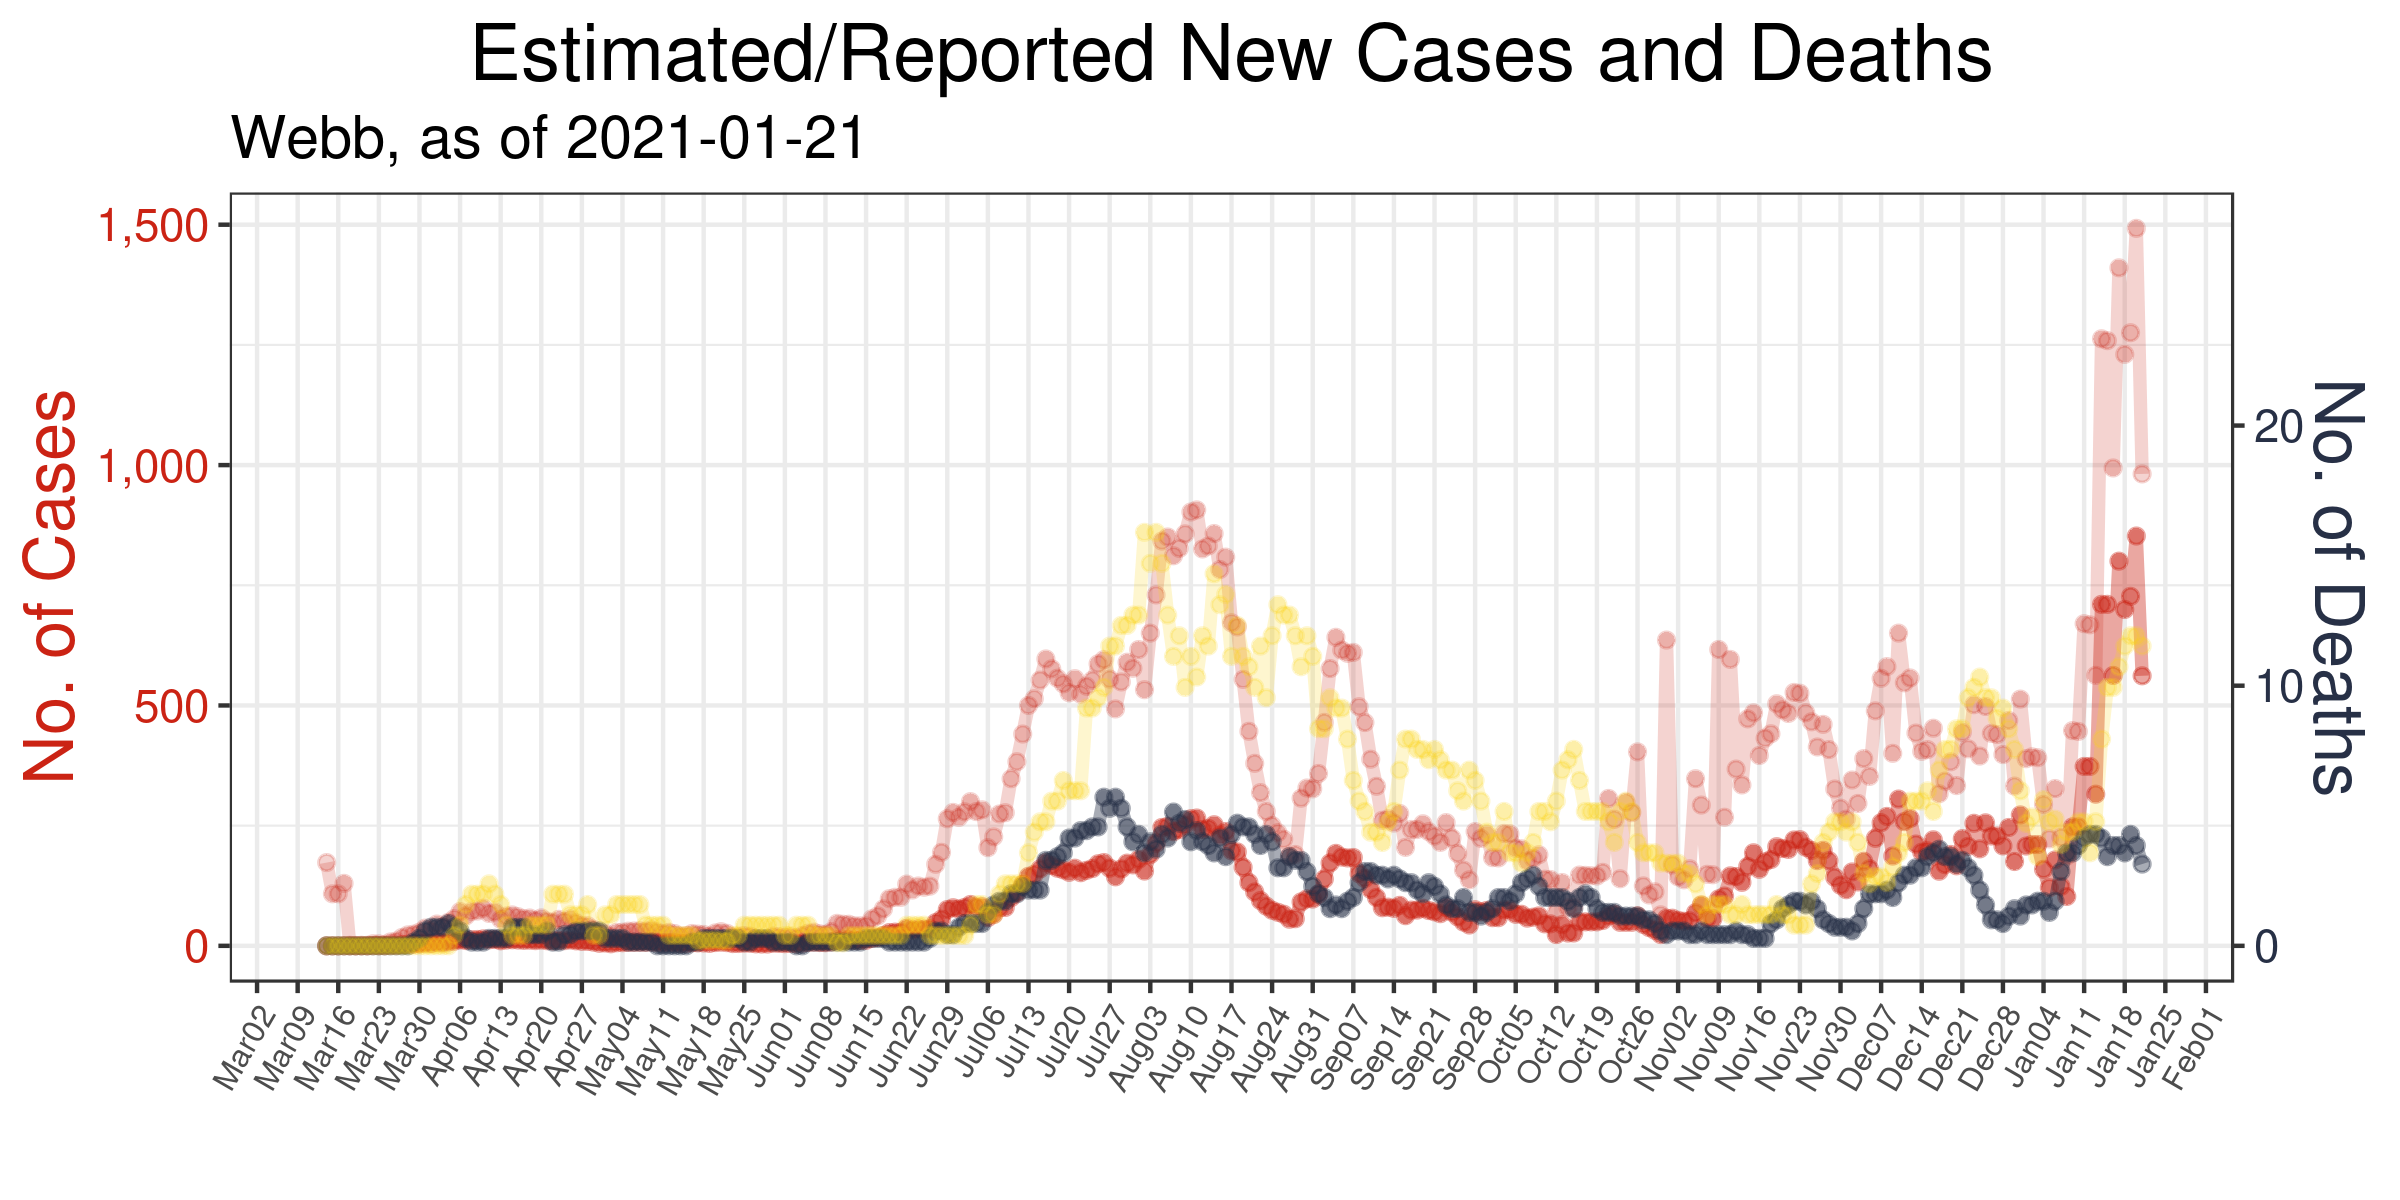 Estimated/Reported New Cases and Deaths
Webb, as of 2021-01-21
No. of Cases
1,500
1,000
500
0
20
10
0
No. of Deaths
Mar02 Mar09 Mar16 Mar23 Mar30 Apr06 Apr13 Apr20 Apr27 May04 May11 May18 May25 Jun01 Jun08 Jun15 Jun22 Jun29 Jul06 Jul13 Jul20 Jul27 Aug03 Aug10 Aug17 Aug24 Aug31 Sep07 Sep14 Sep21 Sep28 Oct05 Oct12 Oct19 Oct26 Nov02 Nov09 Nov16 Nov23 Nov30 Dec07 Dec14 Dec21 Dec28 Jan04 Jan11 Jan18 Jan25 Feb01